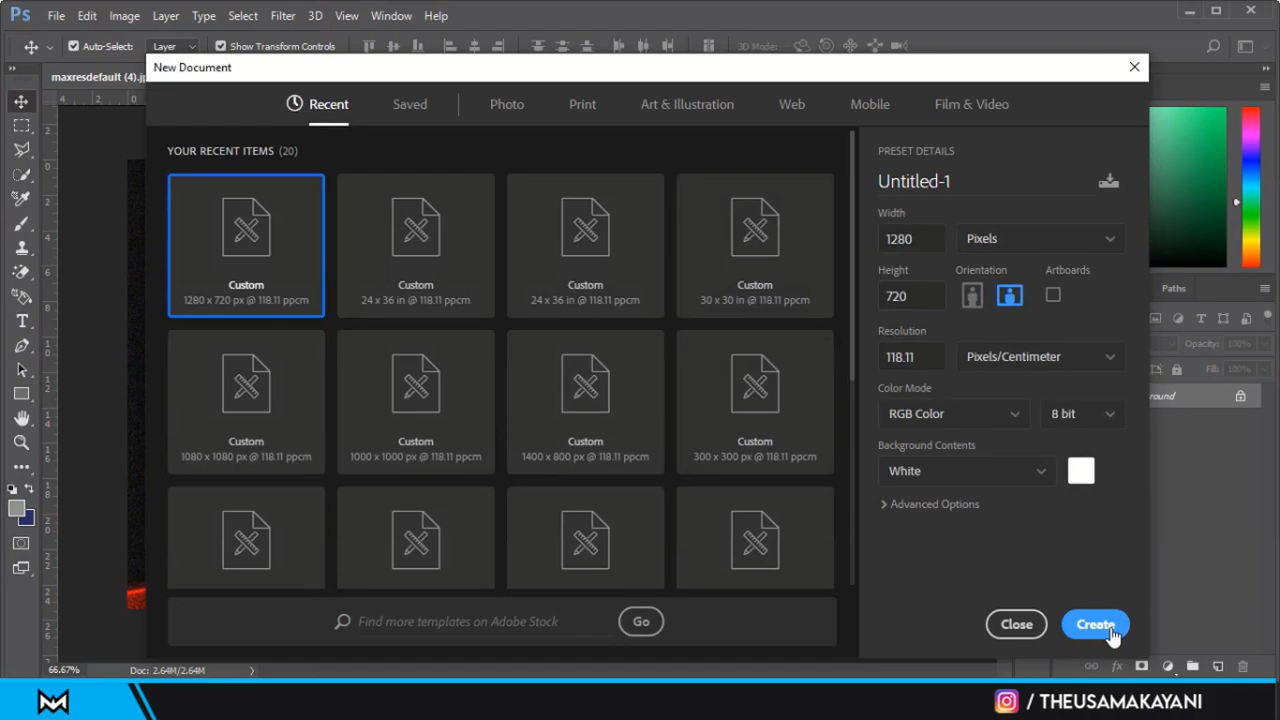 Ps File Edit Image Layer Type Select Filter 3D View Window Help
Auto-Select: Layer Show Transform Controls 3D Mode:
New Document
maxresdefault (4).jp
Recent Saved Photo Print Art & Illustration Web Mobile Film & Video
YOUR RECENT ITEMS (20)
Custom
1280 x 720 px @ 118.11 ppcm
Custom
24 x 36 in @ 118.11 ppcm
Custom
24 x 36 in @ 118.11 ppcm
Custom
30 x 30 in @ 118.11 ppcm
Custom
1080 x 1080 px @ 118.11 ppcm
Custom
1000 x 1000 px @ 118.11 ppcm
Custom
1400 x 800 px @ 118.11 ppcm
Custom
300 x 300 px @ 118.11 ppcm
Find more templates on Adobe Stock Go
PRESET DETAILS
Untitled-1
Width
1280 Pixels
Height Orientation Artboards
720
Resolution
118.11 Pixels/Centimeter
Color Mode
RGB Color 8 bit
Background Contents
White
Advanced Options
Close Create
Paths
Opacity: 100%
Fill: 100%
ound
66.67% Doc: 2.64M/2.64M
/ THEUSAMAKAYANI